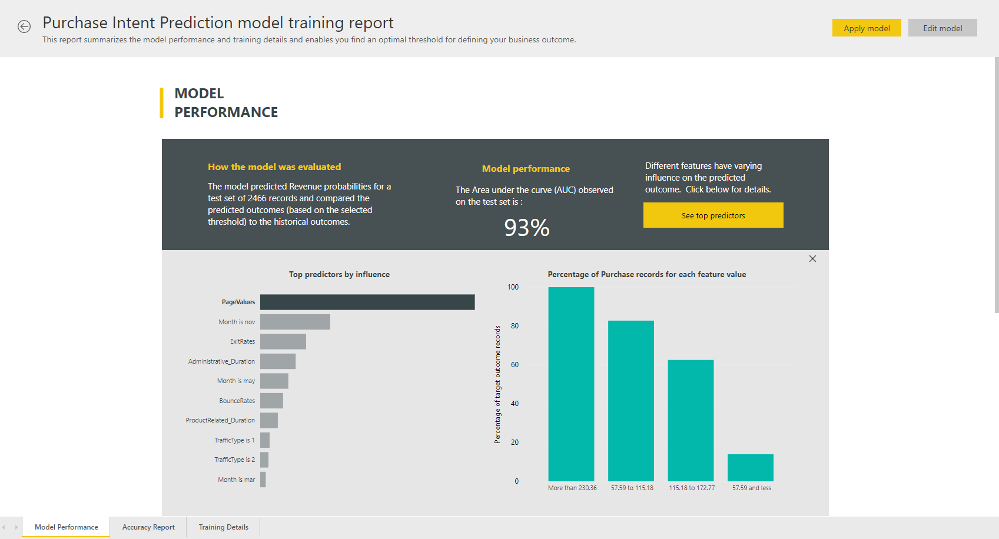 Purchase Intent Prediction model training report
This report summarizes the model performance and training details and enables you find an optimal threshold for defining your business outcome.
Apply model
Edit model
MODEL
PERFORMANCE
How the model was evaluated
The model predicted Revenue probabilities for a
test set of 2466 records and compared the
predicted outcomes (based on the selected
threshold) to the historical outcomes.
Model performance
The Area under the curve (AUC) observed
on the test set is :
93%
Different features have varying
influence on the predicted
outcome.  Click below for details.
See top predictors
Top predictors by influence
PageValues
Month is nov
ExitRates
Administrative_Duration
Month is may
BounceRates
ProductRelated_Duration
TrafficType is 1
TrafficType is 2
Month is mar
Percentage of Purchase records for each feature value
Percentage of target outcome records
100
80
60
40
20
0
More than 230.36
57.59 to 115.18
115.18 to 172.77
57.59 and less
Model Performance
Accuracy Report
Training Details